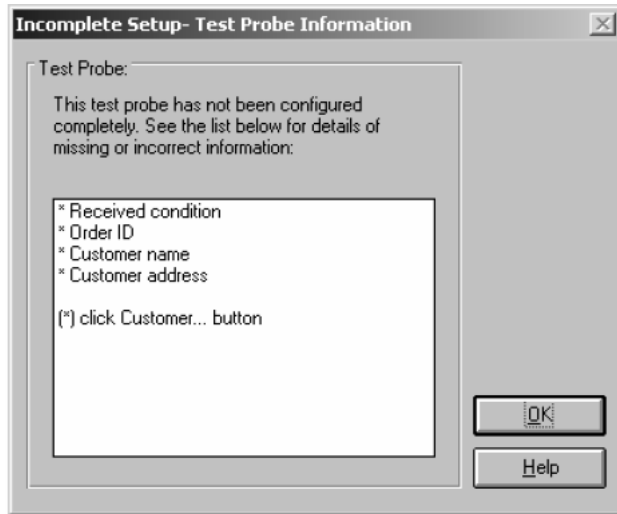 Incomplete Setup- Test Probe Information
Test Probe:
This test probe has not been configured
completely. See the list below for details of
missing or incorrect information:
* Received condition
* Order ID
* Customer name
* Customer address
(*) click Customer... button
OK
Help